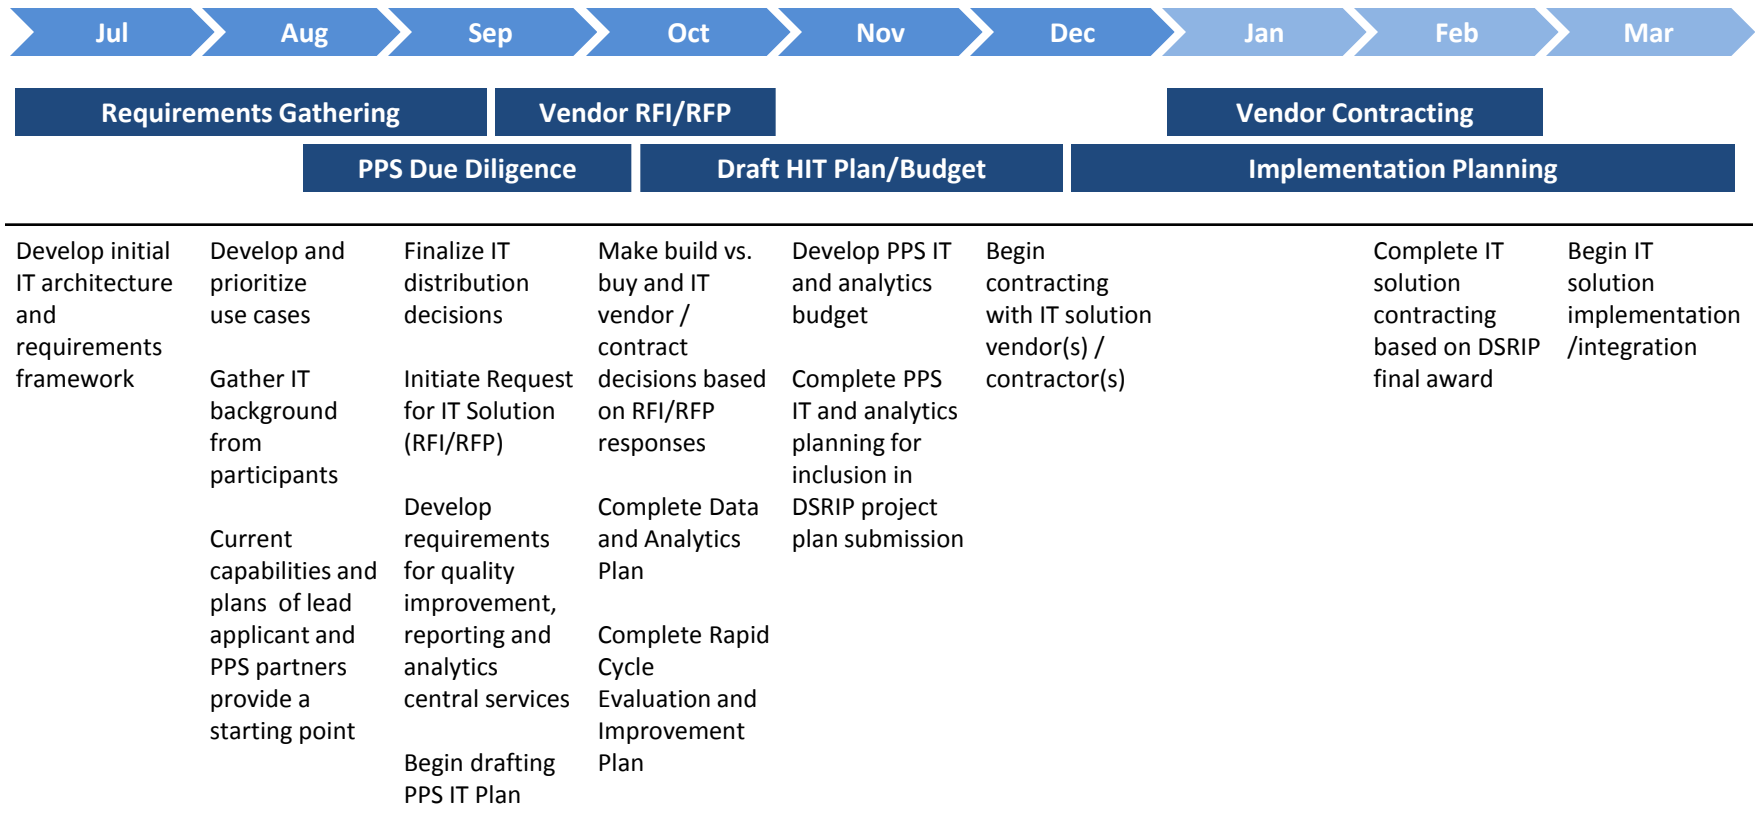 Jul
Aug
Sep
Oct
Nov
Dec
Jan
Feb
Mar
Requirements Gathering
Vendor RFI/RFP
Vendor Contracting
PPS Due Diligence
Draft HIT Plan/Budget
Implementation Planning
Develop initial
IT architecture
and
requirements
framework
Develop and
prioritize
use cases
Gather IT
background
from
participants
Current
capabilities and
plans  of lead
applicant and
PPS partners
provide a
starting point
Finalize IT
distribution
decisions
Initiate Request
for IT Solution
(RFI/RFP)
Develop
requirements
for quality
improvement,
reporting and
analytics
central services
Begin drafting
PPS IT Plan
Make build vs.
buy and IT
vendor /
contract
decisions based
on RFI/RFP
responses
Complete Data
and Analytics
Plan
Complete Rapid
Cycle
Evaluation and
Improvement
Plan
Develop PPS IT
and analytics
budget
Complete PPS
IT and analytics
planning for
inclusion in
DSRIP project
plan submission
Begin
contracting
with IT solution
vendor(s) /
contractor(s)
Complete IT
solution
contracting
based on DSRIP
final award
Begin IT
solution
implementation
/integration